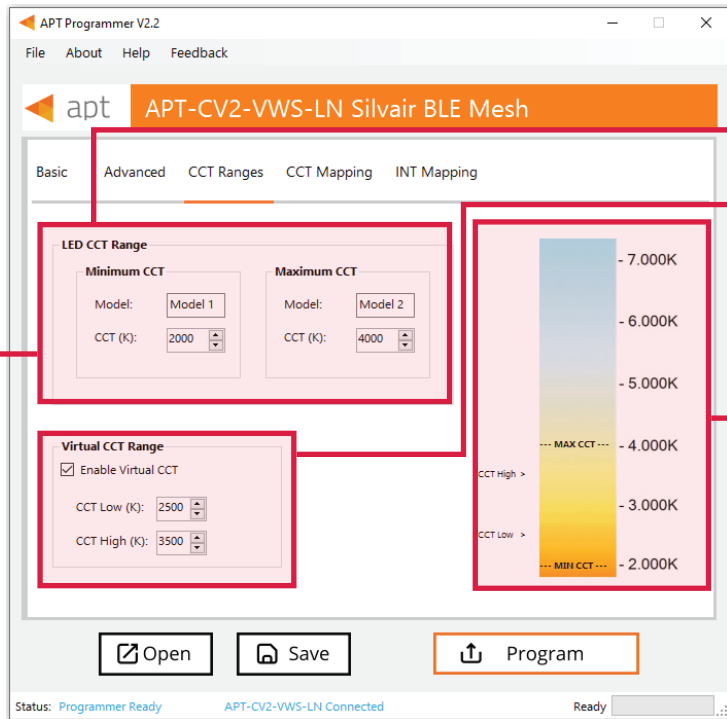 APT Programmer V2.2
File About Help Feedback
apt APT-CV2-VWS-LN Silvair BLE Mesh
Basic Advanced CCT Ranges CCT Mapping INT Mapping
LED CCT Range
Minimum CCT
Model: Model 1
CCT (K): 2000
Maximum CCT
Model: Model 2
CCT (K): 4000
Virtual CCT Range
Enable Virtual CCT
CCT Low (K): 2500
CCT High (K): 3500
- 7.000K
- 6.000K
- 5.000K
--- MAX CCT --- - 4.000K
CCT High >
- 3.000K
CCT Low >
--- MIN CCT --- - 2.000K
Open Save Program
Status: Programmer Ready APT-CV2-VWS-LN Connected Ready